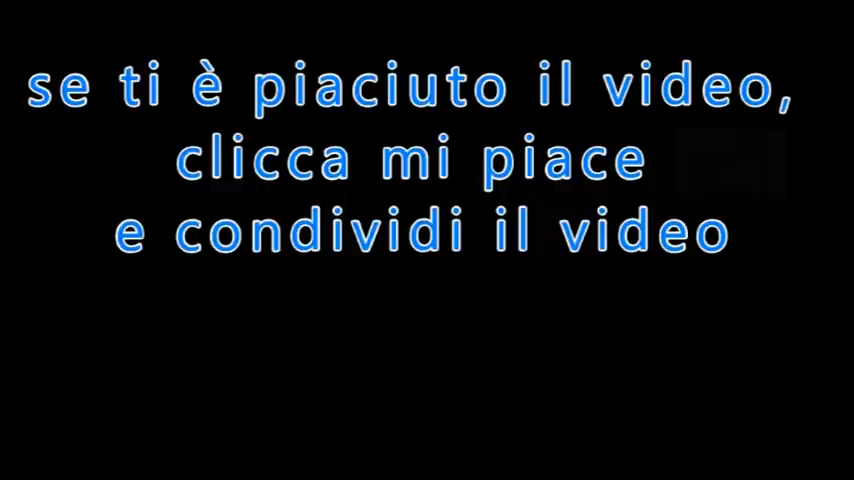 se ti è piaciuto il video,
clicca mi piace
e condividi il video